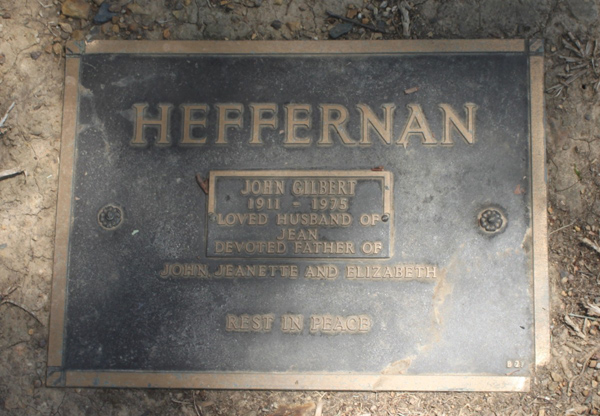 HEFFERNAN
JOHN GILBERT
1911 - 1975
LOVED HUSBAND OF
JEAN
DEVOTED FATHER OF
JOHN, JEANETTE AND ELIZABETH
REST IN PEACE